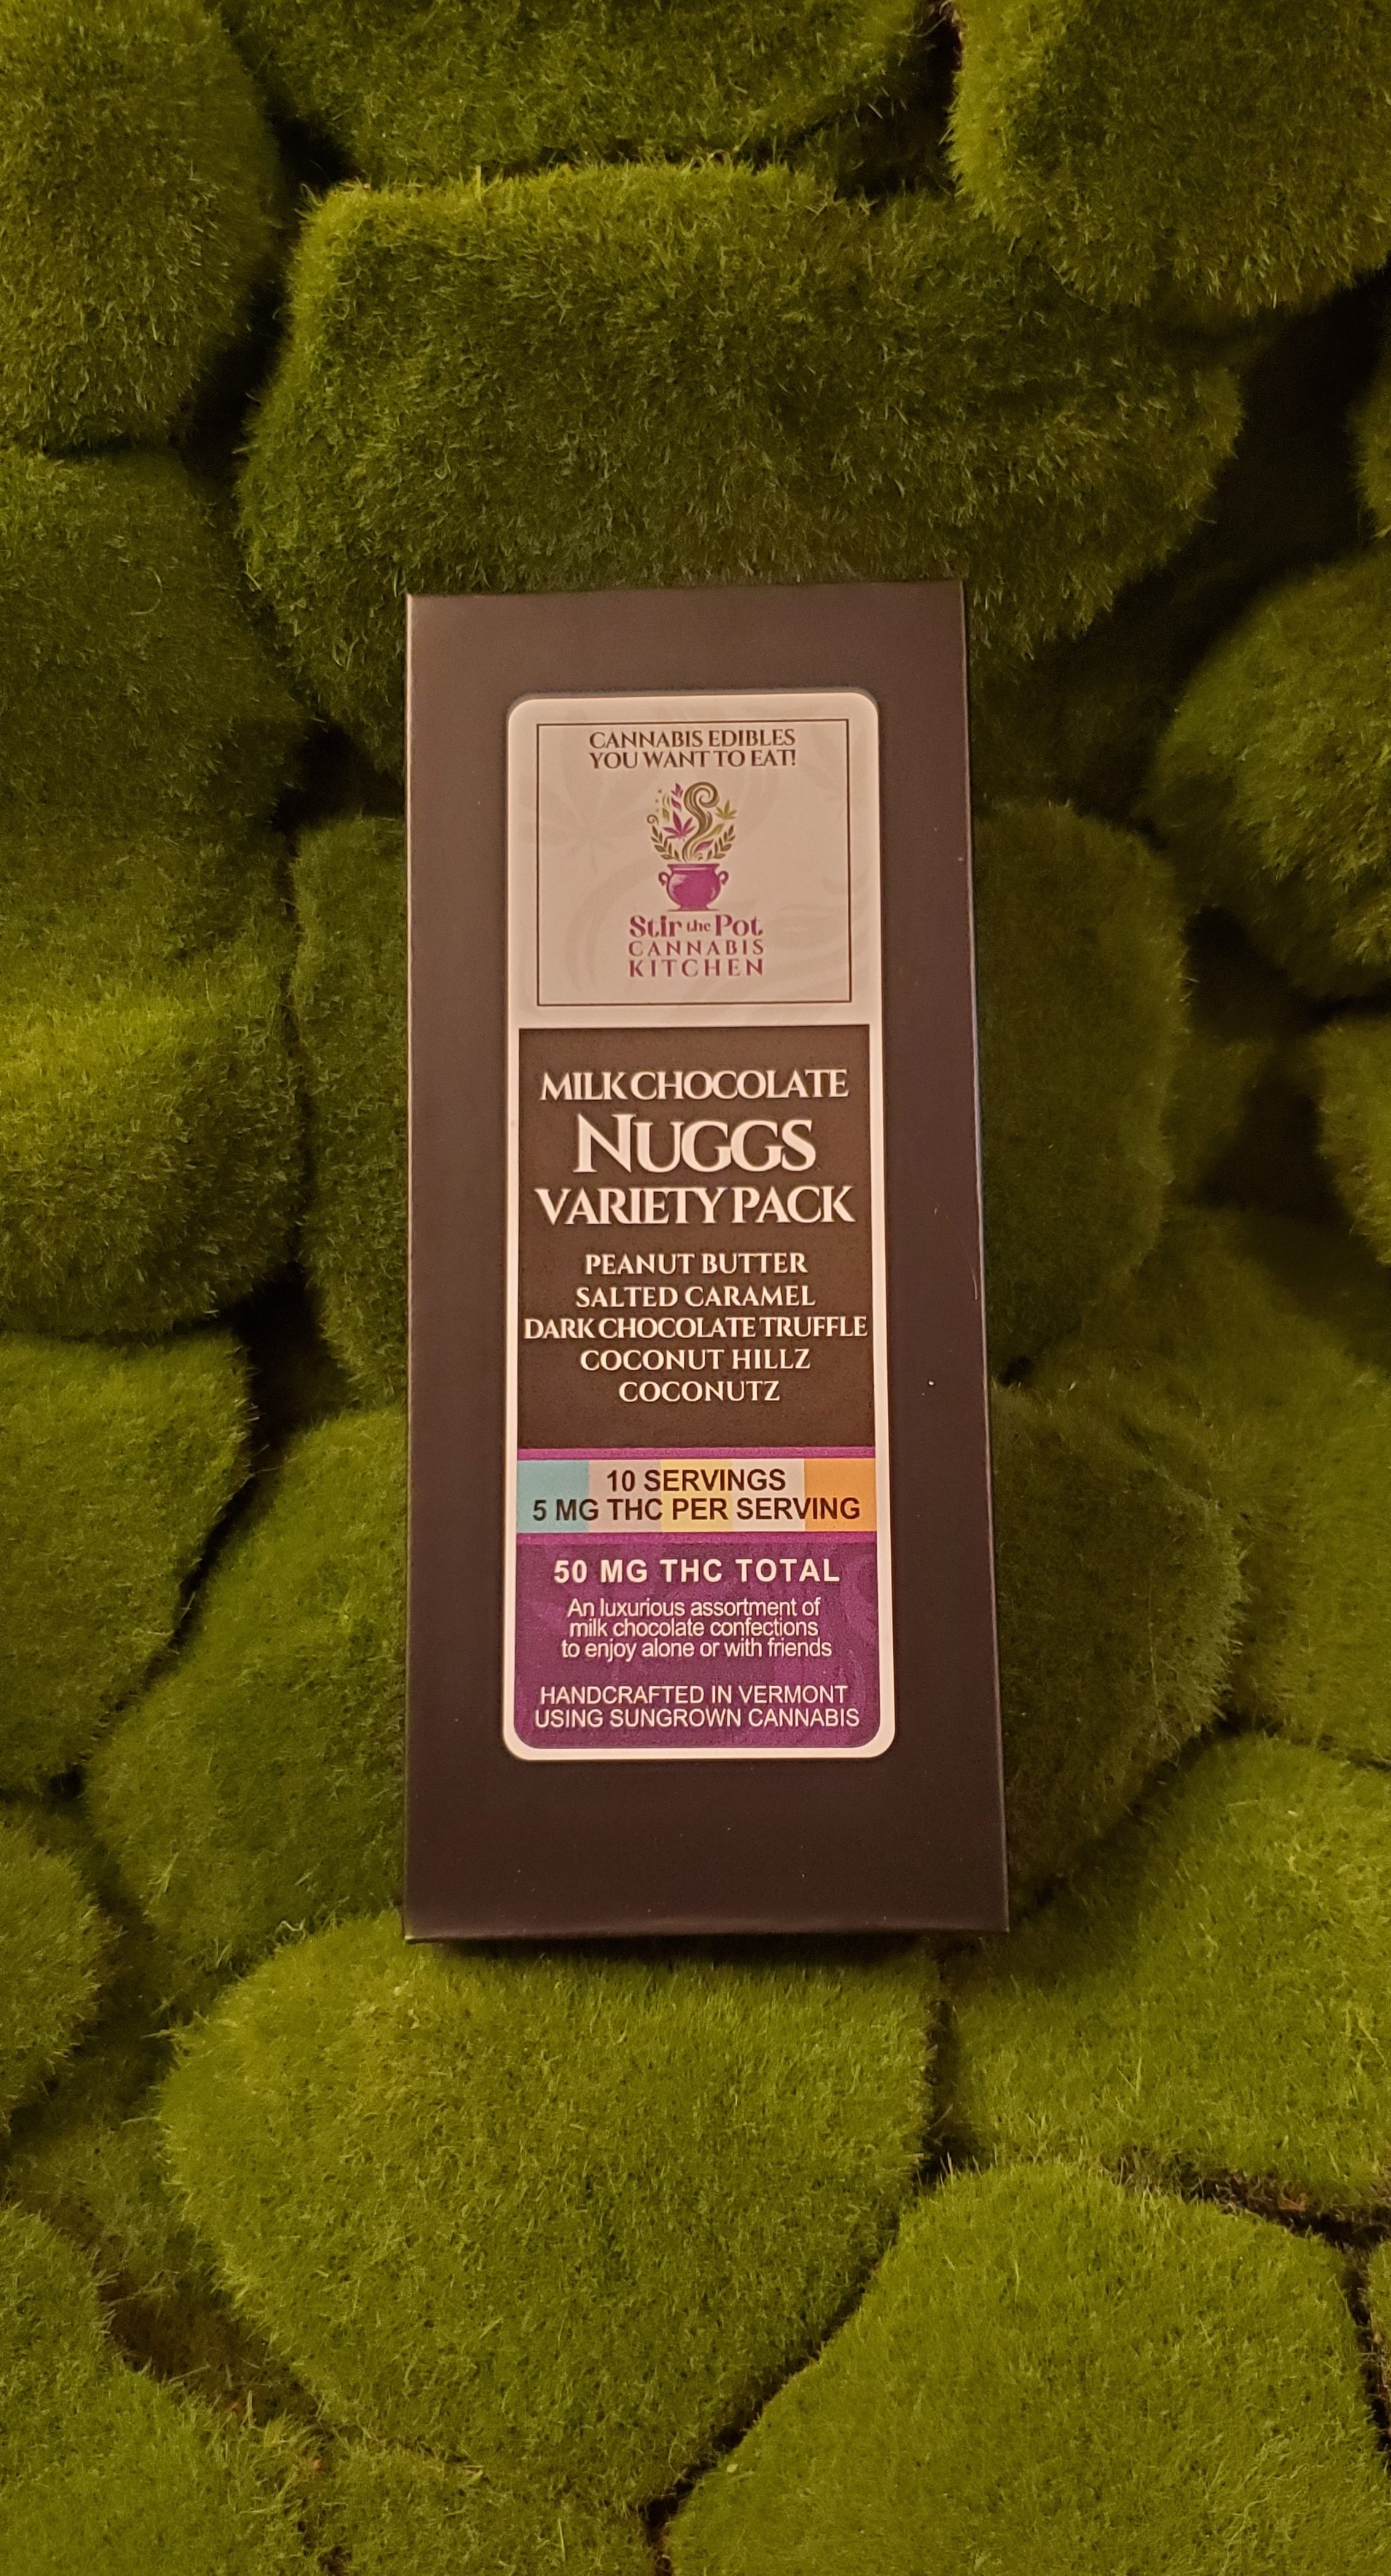 CANNABIS EDIBLES
YOU WANT TO EAT!
Stir the Pot
CANNABIS
KITCHEN
MILK CHOCOLATE
NUGGS
VARIETY PACK
PEANUT BUTTER
SALTED CARAMEL
DARK CHOCOLATE TRUFFLE
COCONUT HILLZ
COCONUTZ
10 SERVINGS
5 MG THC PER SERVING
50 MG THC TOTAL
An luxurious assortment of
milk chocolate confections
to enjoy alone or with friends
HANDCRAFTED IN VERMONT
USING SUNGROWN CANNABIS